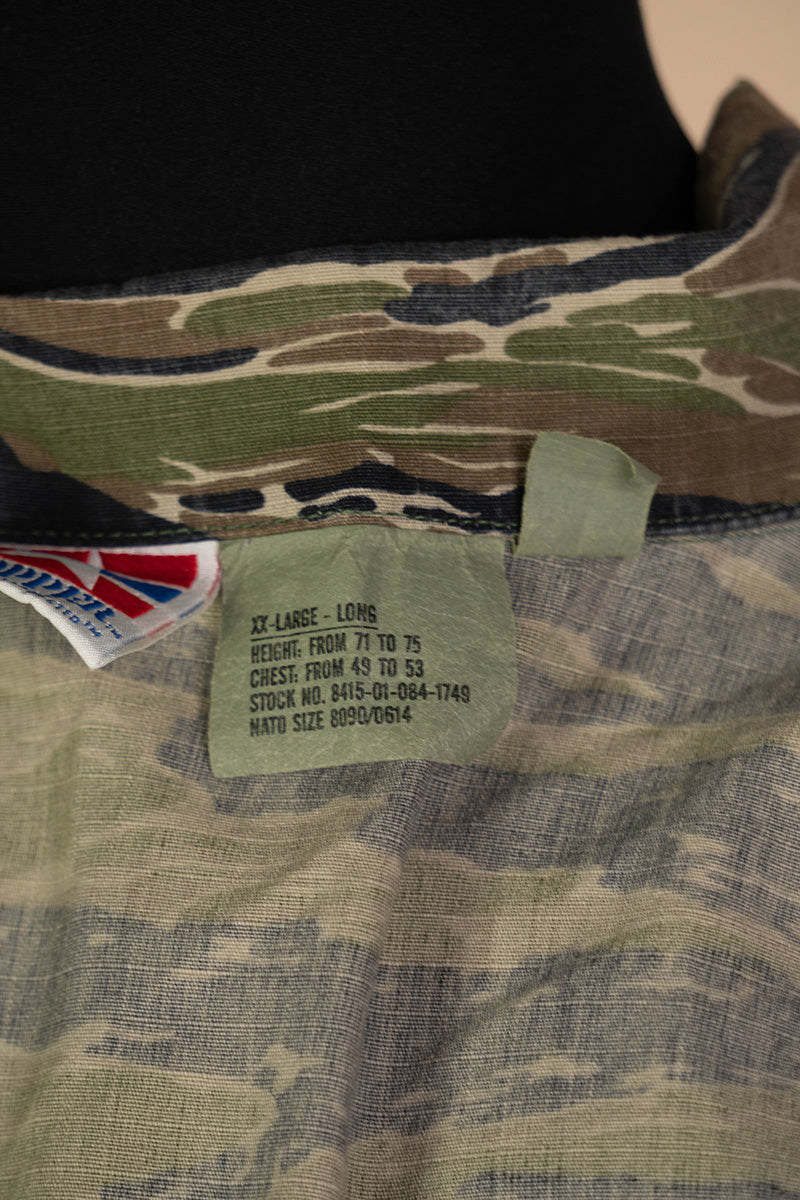 XX-LARGE - LONG
HEIGHT: FROM 71 TO 75
CHEST: FROM 49 TO 53
STOCK NO. 8415-01-084-1749
NATO SIZE 8090/0614